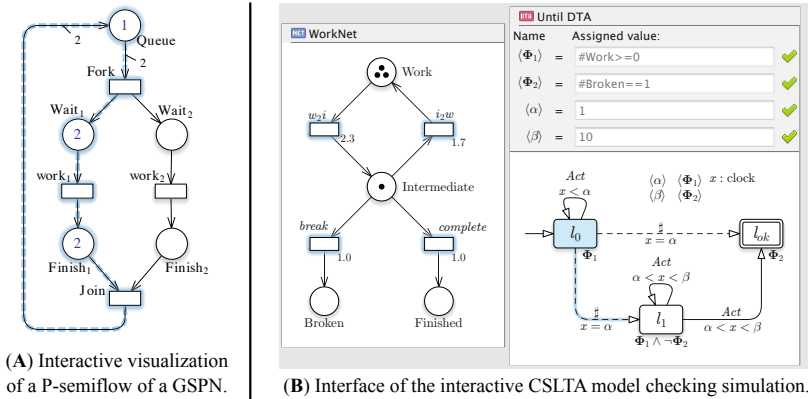 1
2
Queue
2
Fork
Wait1
Wait2
2
work1
work2
2
Finish1
Finish2
Join
(A) Interactive visualization
of a P-semiflow of a GSPN.
NET WorkNet
Work
w2i
i2w
2.3
1.7
Intermediate
break
complete
1.0
1.0
Broken
Finished
DTA Until DTA
Name Assigned value:
⟨Φ1⟩ = #Work>=0
⟨Φ2⟩ = #Broken==1
⟨α⟩ = 1
⟨β⟩ = 10
Act
x < α
⟨α⟩ ⟨Φ1⟩ x : clock
⟨β⟩ ⟨Φ2⟩
l0
♯
x = α
lok
Φ1
Φ2
Act
α < x < β
♯
x = α
l1
Act
α < x < β
Φ1 ∧ ¬Φ2
(B) Interface of the interactive CSLTA model checking simulation.